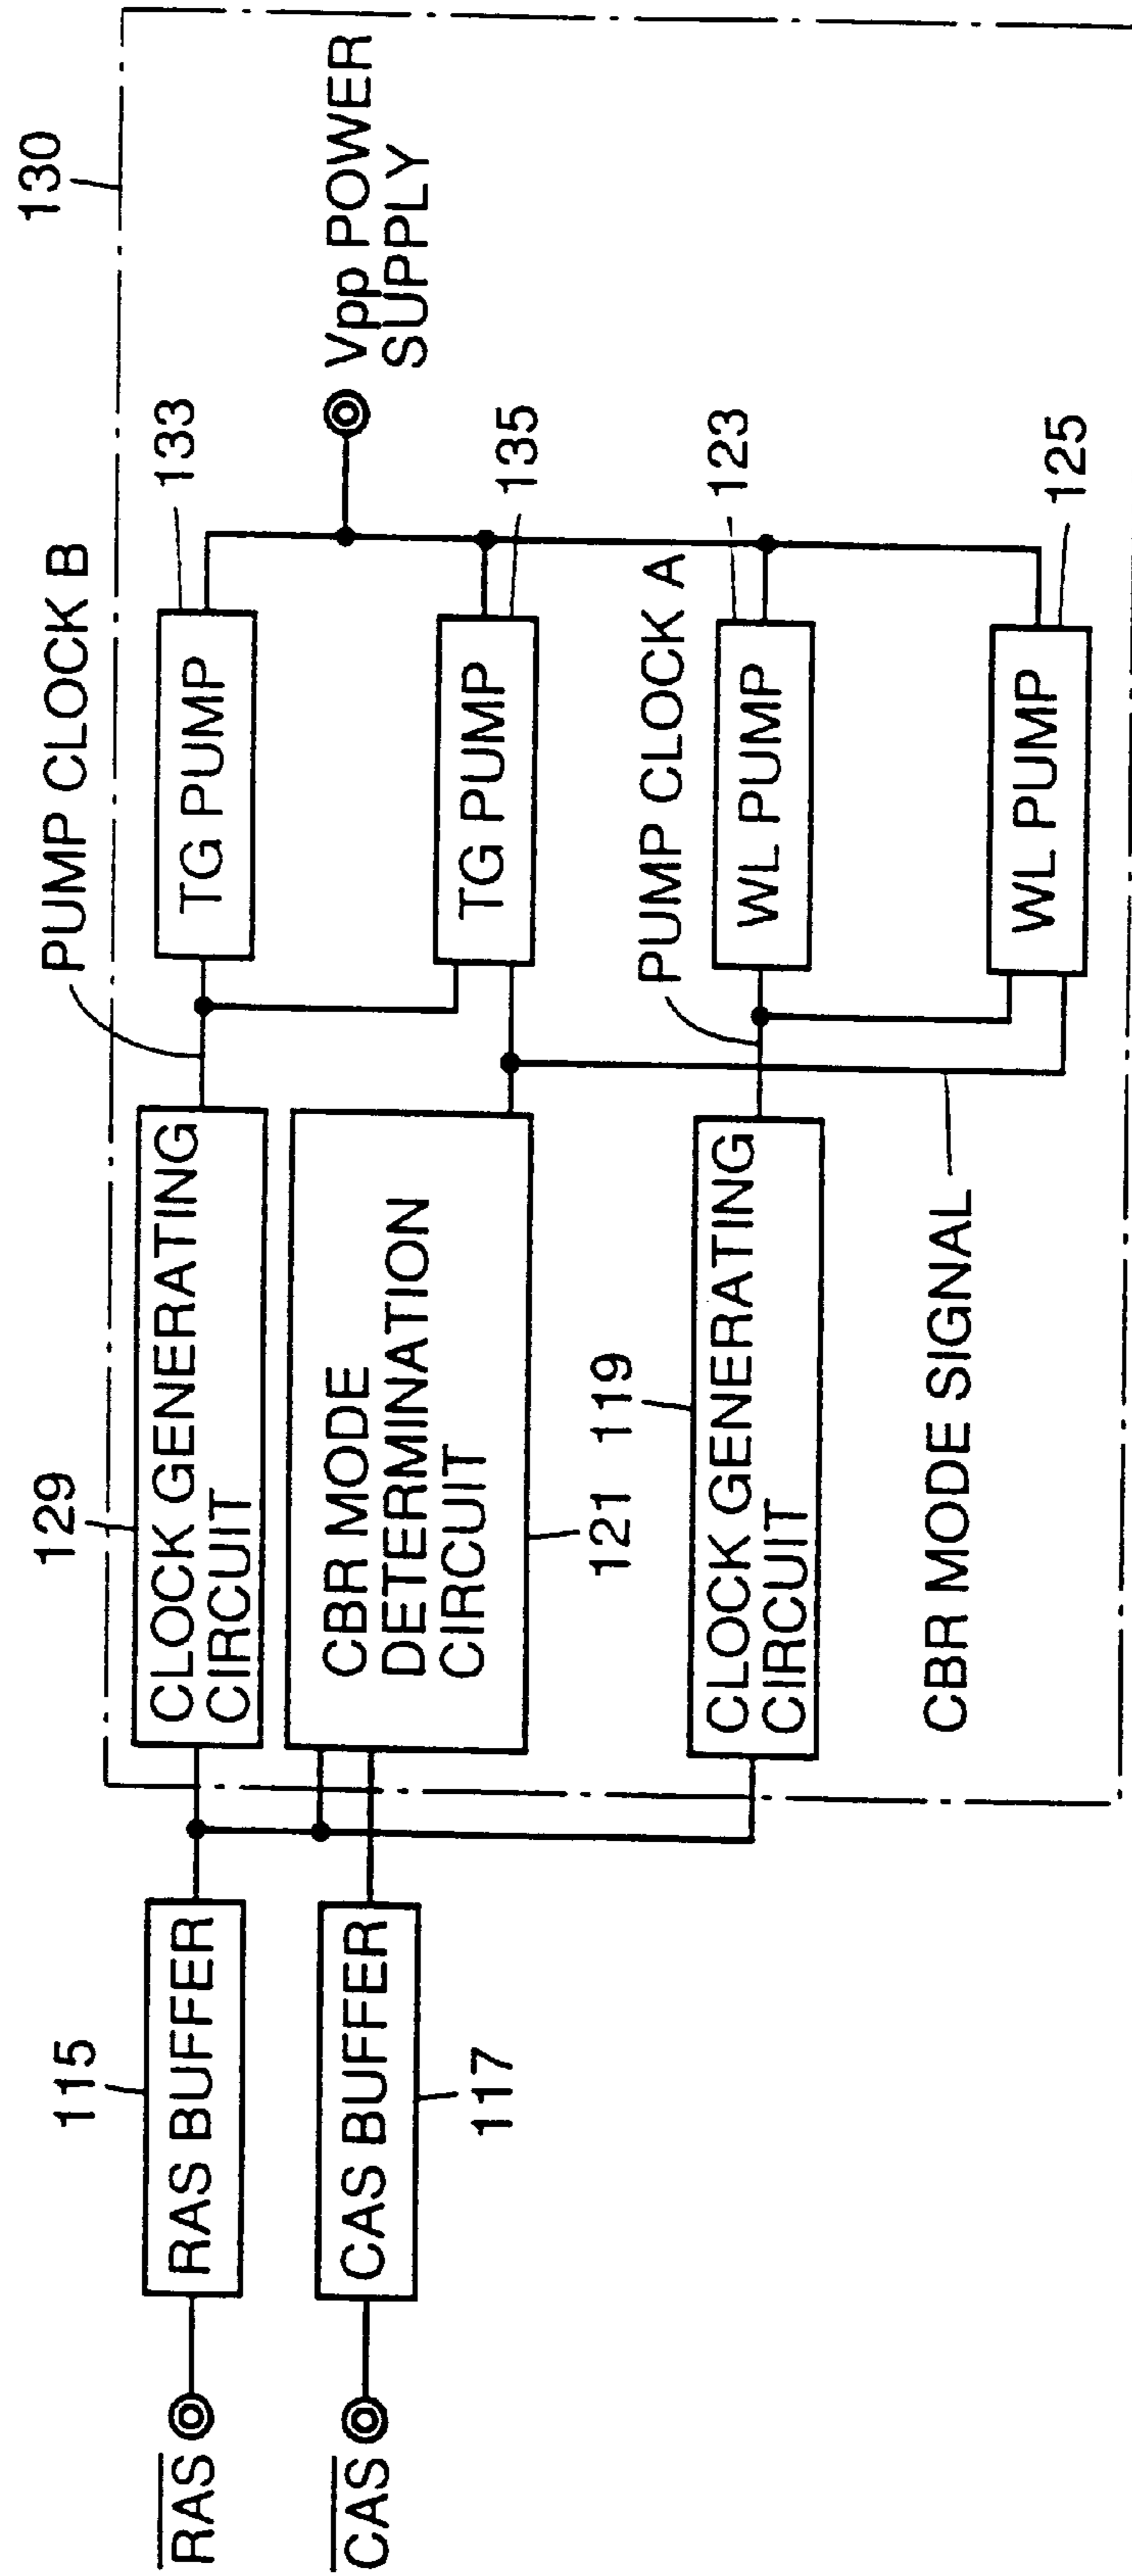 130
PUMP CLOCK B
133
TG PUMP
Vpp POWER
SUPPLY
135
TG PUMP
PUMP CLOCK A
123
WL PUMP
125
WL PUMP
129
CLOCK GENERATING
CIRCUIT
CBR MODE
DETERMINATION
CIRCUIT
121
119
CLOCK GENERATING
CIRCUIT
CBR MODE SIGNAL
115
RAS BUFFER
117
CAS BUFFER
R̅A̅S̅
C̅A̅S̅